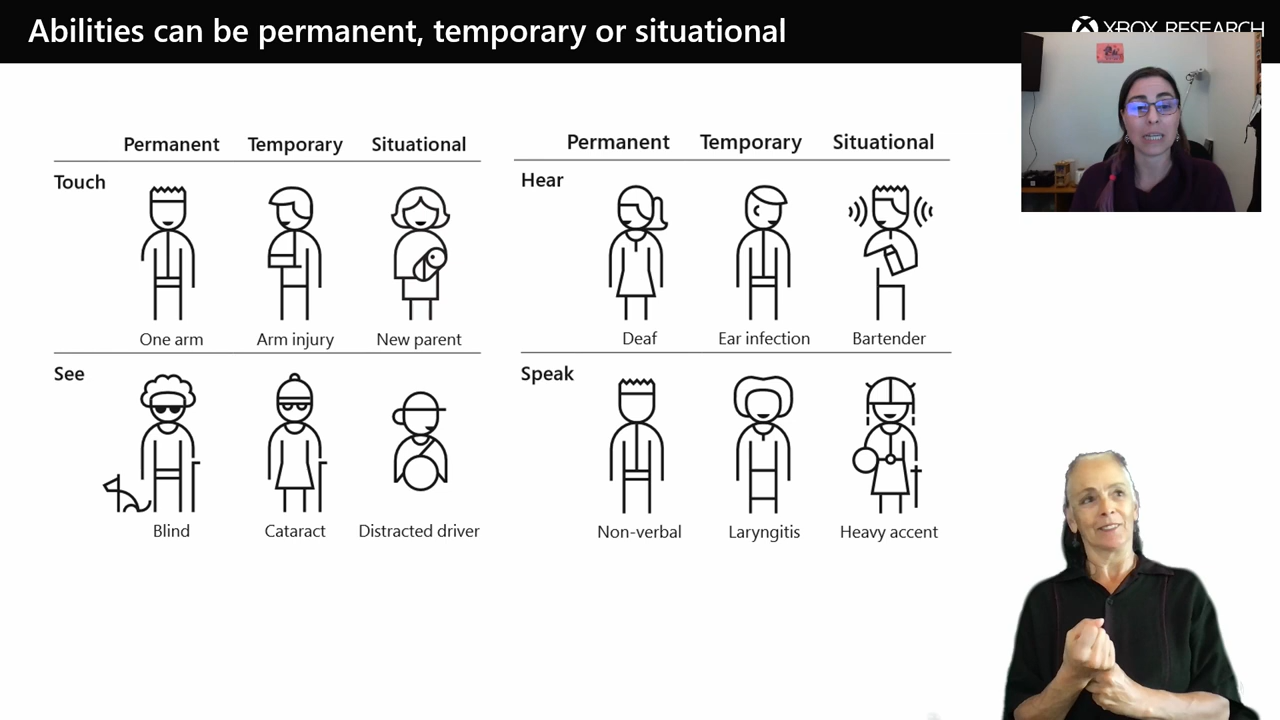 Abilities can be permanent, temporary or situational
XBOX RESEARCH
Permanent Temporary Situational
Touch
One arm Arm injury New parent
See
Blind Cataract Distracted driver
Permanent Temporary Situational
Hear
Deaf Ear infection Bartender
Speak
Non-verbal Laryngitis Heavy accent